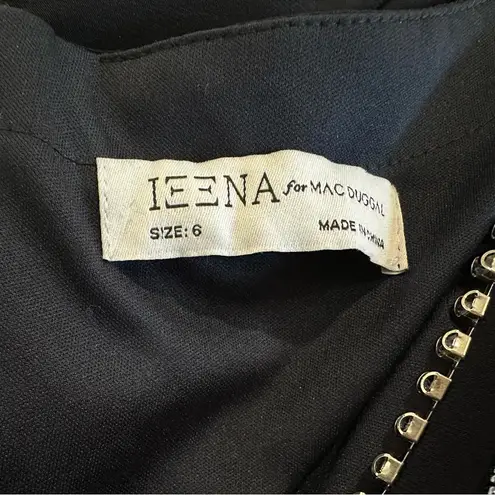 IEENA for MAC DUGGAL
SIZE: 6
MADE IN CHINA